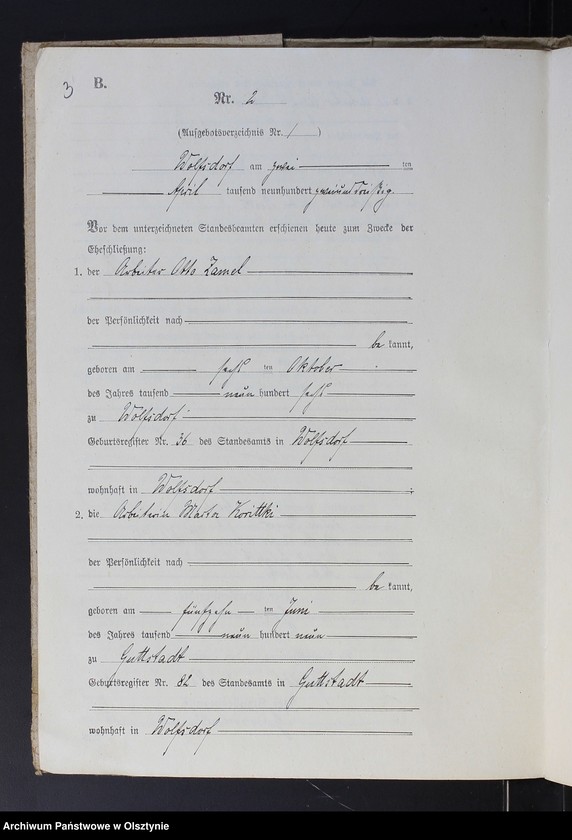 3 B.
Nr. 2
(Aufgebotsverzeichnis Nr. 1)
Wolfsdorf am zwei ten
April tausend neunhundert zweiunddreißig.
Vor dem unterzeichneten Standesbeamten erschienen heute zum Zwecke der
Eheschließung:
1. der Arbeiter Otto Zamel
der Persönlichkeit nach
be kannt,
geboren am sechs ten Oktober
des Jahres tausend neun hundert sechs
zu Wolfsdorf
Geburtsregister Nr. 36 des Standesamts in Wolfsdorf
wohnhaft in Wolfsdorf ;
2. die Arbeiterin Marta Korittki
der Persönlichkeit nach
be kannt,
geboren am fünfzehn ten Juni
des Jahres tausend neun hundert neun
zu Guttstadt
Geburtsregister Nr. 82 des Standesamts in Guttstadt
wohnhaft in Wolfsdorf
Archiwum Państwowe w Olsztynie